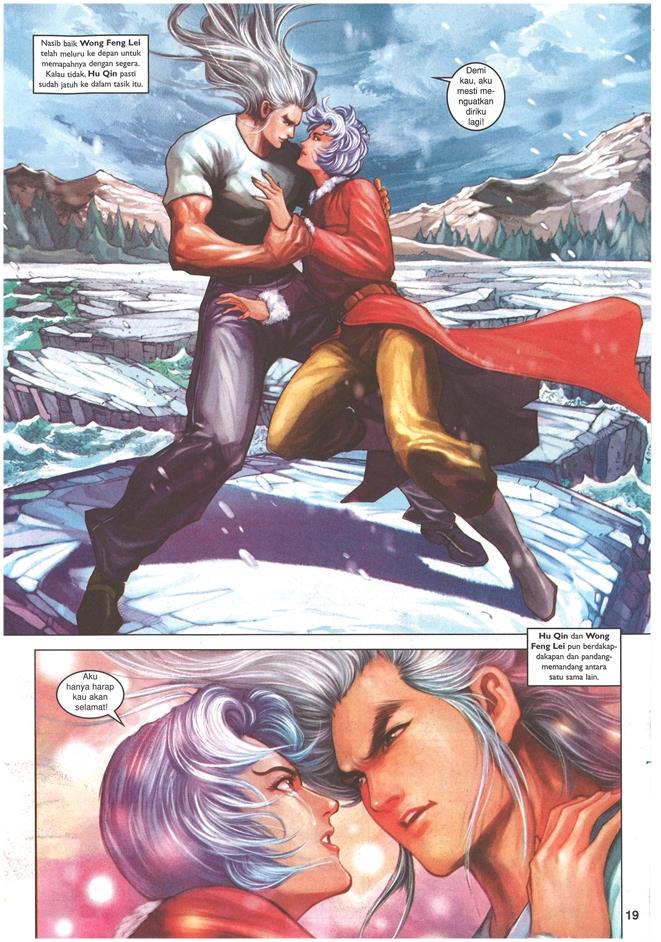 Nasib baik Wong Feng Lei
telah meluru ke depan untuk
memapahnya dengan segera.
Kalau tidak, Hu Qin pasti
sudah jatuh ke dalam tasik itu.
Demi
kau, aku
mesti me-
nguatkan
diriku
lagi!
Hu Qin dan Wong
Feng Lei pun berdakap-
dakapan dan pandang-
memandang antara
satu sama lain.
Aku
hanya harap
kau akan
selamat!
19